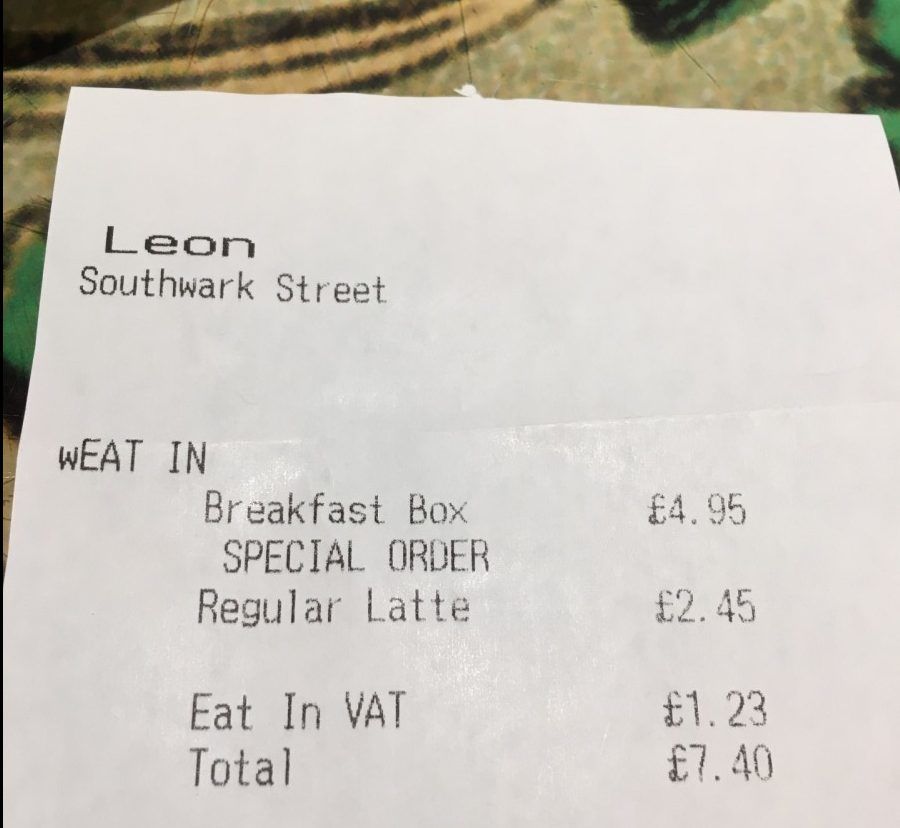 Leon
Southwark Street
wEAT IN
Breakfast Box £4.95
SPECIAL ORDER
Regular Latte £2.45
Eat In VAT £1.23
Total £7.40